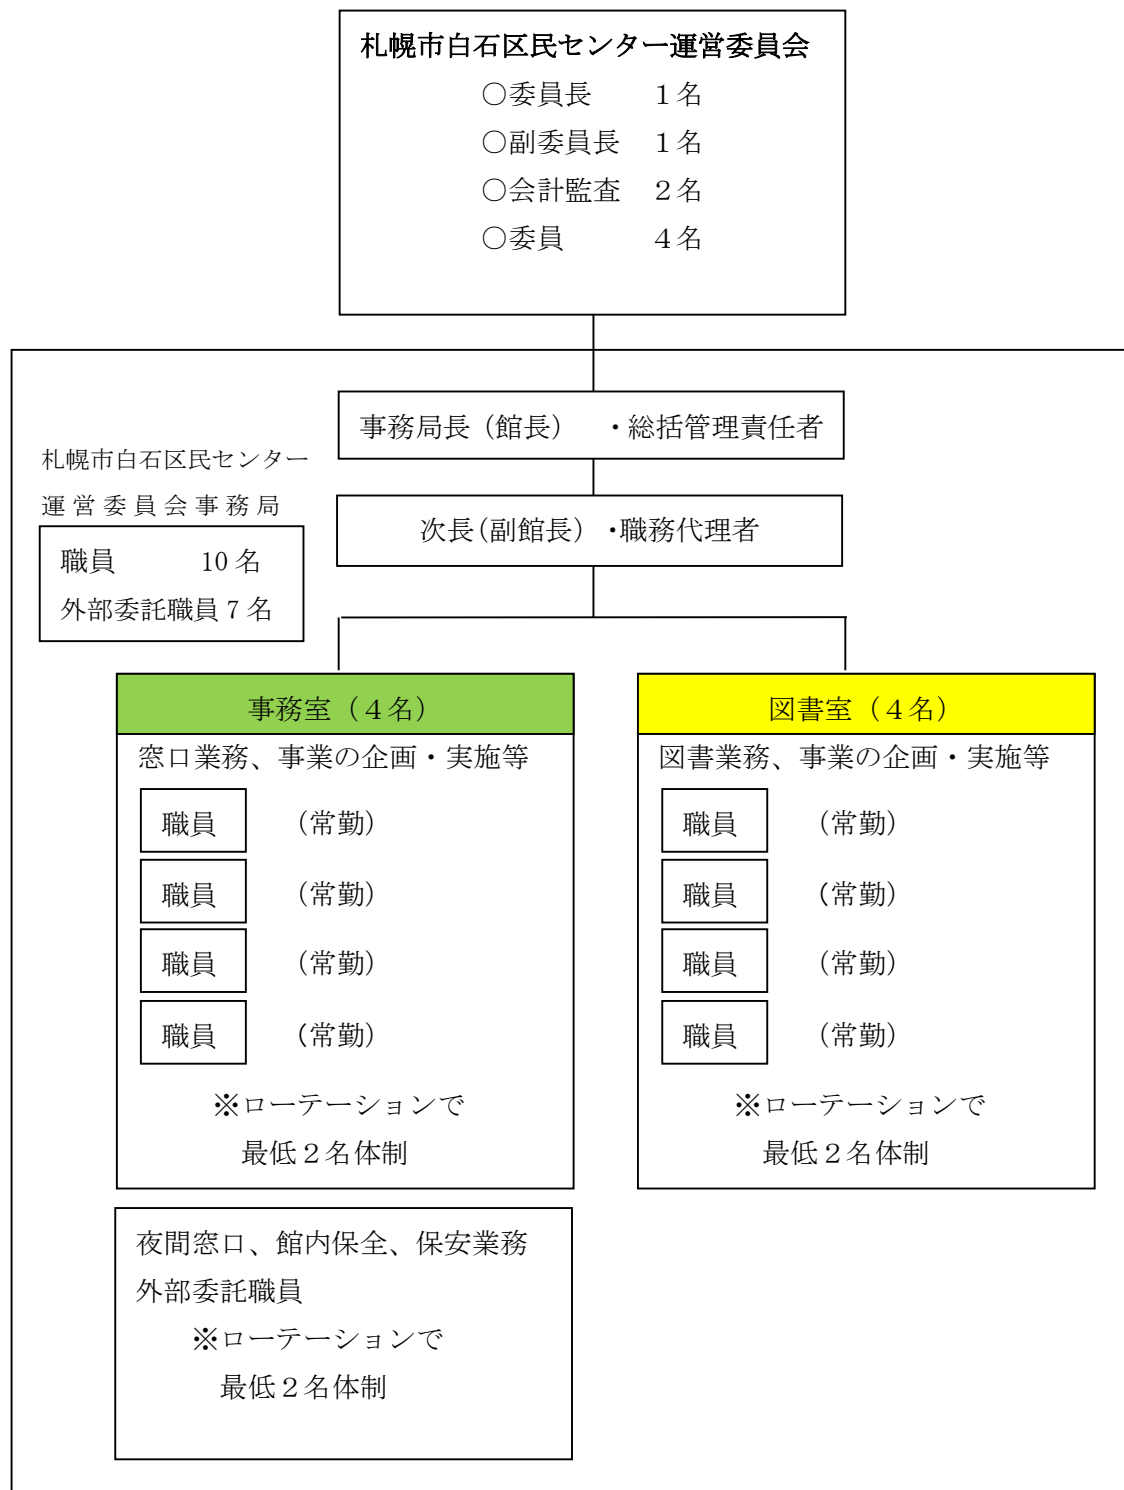 札幌市白石区民センター運営委員会
○委員長　　１名
○副委員長　１名
○会計監査　２名
○委員　　　４名
事務局長（館長）　・総括管理責任者
札幌市白石区民センター
運営委員会事務局
次長（副館長）・職務代理者
職員　　　10 名
外部委託職員 7 名
事務室（４名）
窓口業務、事業の企画・実施等
職員　（常勤）
職員　（常勤）
職員　（常勤）
職員　（常勤）
※ローテーションで
最低２名体制
図書室（４名）
図書業務、事業の企画・実施等
職員　（常勤）
職員　（常勤）
職員　（常勤）
職員　（常勤）
※ローテーションで
最低２名体制
夜間窓口、館内保全、保安業務
外部委託職員
※ローテーションで
最低２名体制